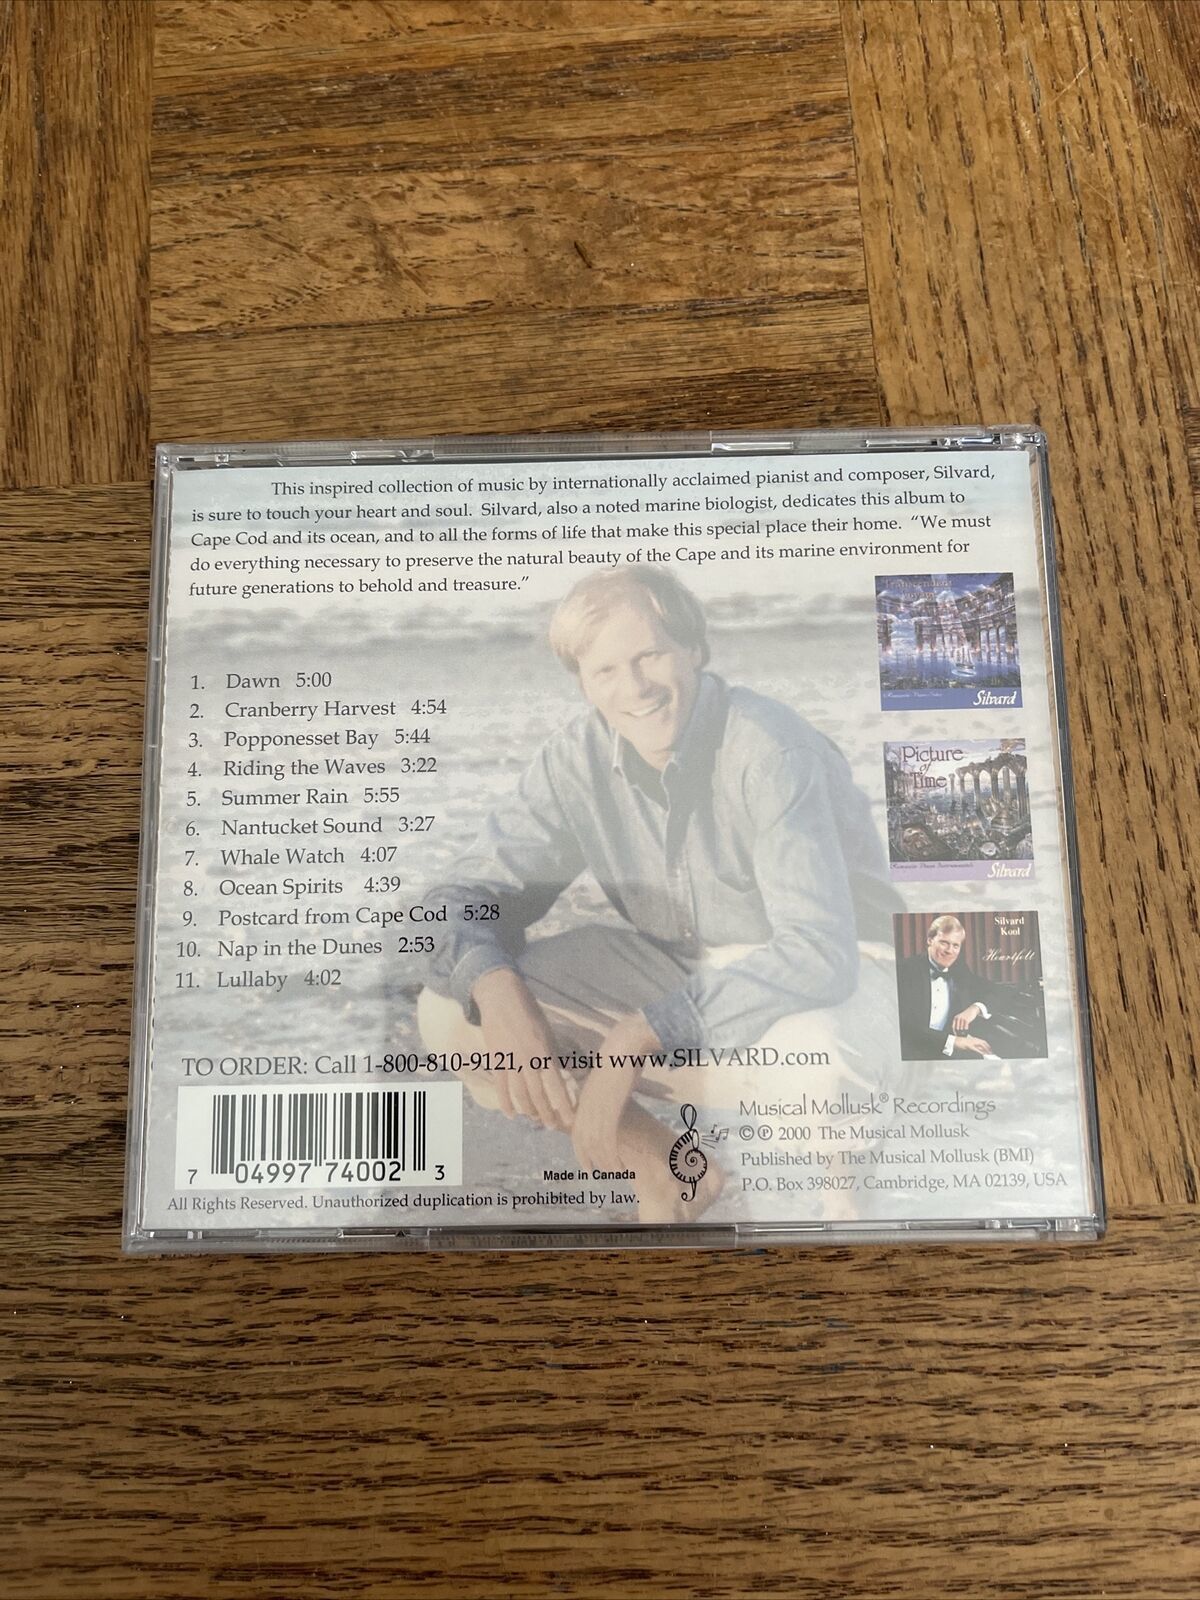 This inspired collection of music by internationally acclaimed pianist and composer, Silvard,
is sure to touch your heart and soul. Silvard, also a noted marine biologist, dedicates this album to
Cape Cod and its ocean, and to all the forms of life that make this special place their home. "We must
do everything necessary to preserve the natural beauty of the Cape and its marine environment for
future generations to behold and treasure."
1. Dawn 5:00
2. Cranberry Harvest 4:54
3. Popponesset Bay 5:44
4. Riding the Waves 3:22
5. Summer Rain 5:55
6. Nantucket Sound 3:27
7. Whale Watch 4:07
8. Ocean Spirits 4:39
9. Postcard from Cape Cod 5:28
10. Nap in the Dunes 2:53
11. Lullaby 4:02
Silvard
Picture
of
Time
Silvard
Silvard
Kool
Heartfelt
TO ORDER: Call 1-800-810-9121, or visit www.SILVARD.com
7 04997 74002 3
Made in Canada
All Rights Reserved. Unauthorized duplication is prohibited by law.
Musical Mollusk® Recordings
© ℗ 2000 The Musical Mollusk
Published by The Musical Mollusk (BMI)
P.O. Box 398027, Cambridge, MA 02139, USA